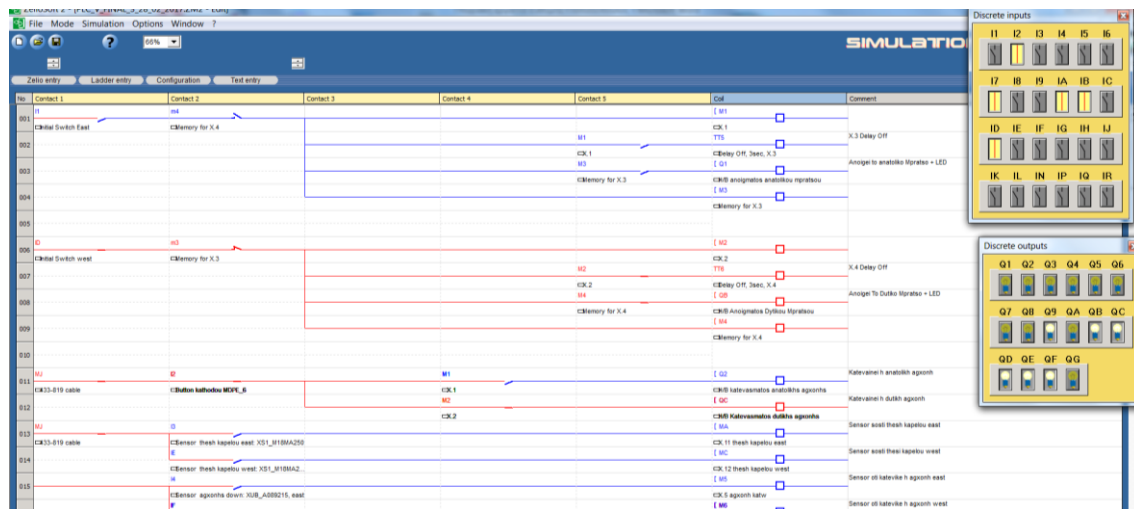 ZelioSoft 2 - [PLC_V_FINAL_3_28_02_2017.ZM2 - Edit]
File Mode Simulation Options Window ?
66%
SIMULATIO
Zelio entry Ladder entry Configuration Text entry
No Contact 1 Contact 2 Contact 3 Contact 4 Contact 5 Coil Comment
001 I1 m4 [ M1
Initial Switch East Memory for X.4 X.1
002 M1 TT5 X.3 Delay Off
X.1 Delay Off, 3sec, X.3
003 M3 [ Q1 Anoigei to anatoliko Mpratso + LED
Memory for X.3 H/B anoigmatos anatolikou mpratsou
004 [ M3
Memory for X.3
005
006 ID m3 [ M2
Initial Switch west Memory for X.3 X.2
007 M2 TT6 X.4 Delay Off
X.2 Delay Off, 3sec, X.4
008 M4 [ QB Anoigei To Dutiko Mpratso + LED
Memory for X.4 H/B Anoigmatos Dytikou Mpratsou
009 [ M4
Memory for X.4
010
011 MJ I2 M1 [ Q2 Katevainei h anatolikh agxonh
#33-819 cable Button kathodou MOPE_6 X.1 H/B katevasmatos anatolikhs agxonhs
012 M2 [ QC Katevainei h dutikh agxonh
X.2 H/B Katevasmatos dutikhs agxonhs
013 MJ I3 [ MA Sensor sosti thesh kapelou east
#33-819 cable Sensor thesh kapelou east: XS1_M18MA250 X.11 thesh kapelou east
014 IE [ MC Sensor sosti thesi kapelou west
Sensor thesh kapelou west: XS1_M18MA2... X.12 thesh kapelou west
015 I4 [ M5 Sensor oti katevike h agxonh east
Sensor agxonhs down: XUB_A089215, east X.5 agxonh katw
IF [ M6 Sensor oti katevike h agxonh west
Discrete inputs
I1 I2 I3 I4 I5 I6
I7 I8 I9 IA IB IC
ID IE IF IG IH IJ
IK IL IN IP IQ IR
Discrete outputs
Q1 Q2 Q3 Q4 Q5 Q6
Q7 Q8 Q9 QA QB QC
QD QE QF QG